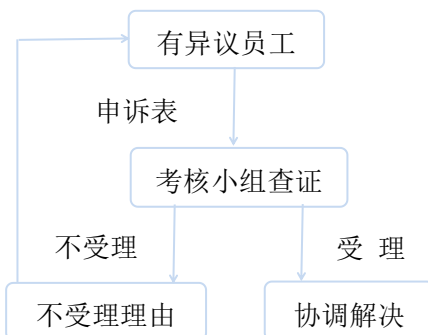 有异议员工
申诉表
考核小组查证
不受理
受 理
不受理理由
协调解决